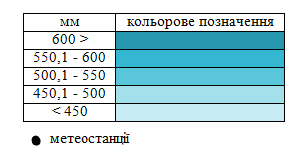 мм кольорове позначення
600 >
550,1 - 600
500,1 - 550
450,1 - 500
< 450
метеостанції